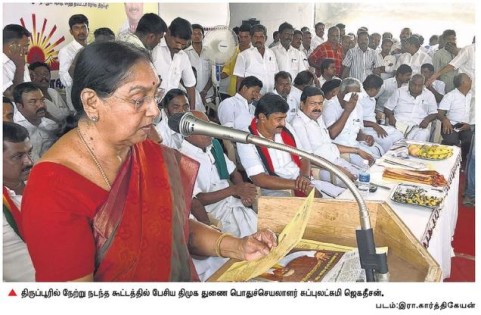 ▲ திருப்பூரில் நேற்று நடந்த கூட்டத்தில் பேசிய திமுக துணை பொதுச்செயலாளர் சுப்புலட்சுமி ஜெகதீசன்.
படம்:இரா.கார்த்திகேயன்